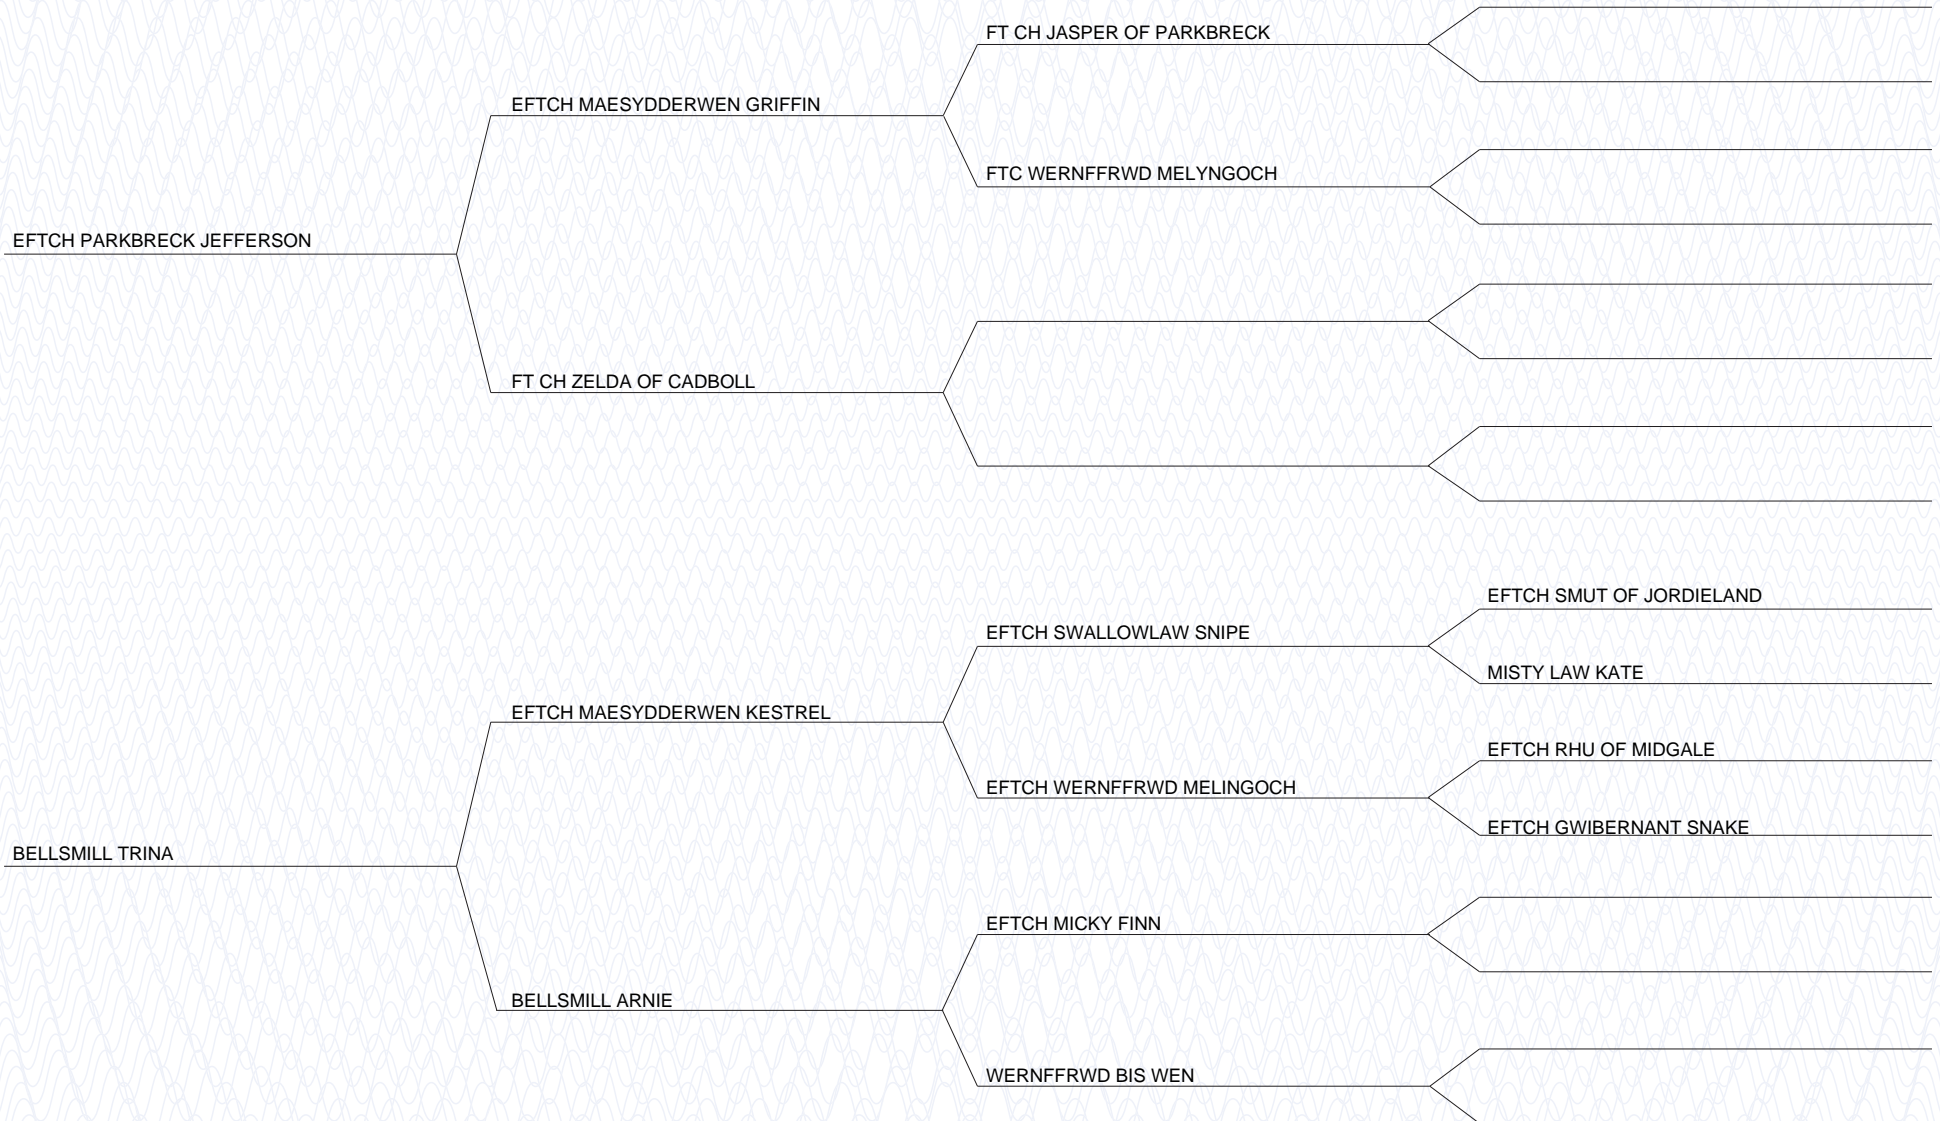 FT CH JASPER OF PARKBRECK
EFTCH MAESYDDERWEN GRIFFIN
FTC WERNFFRWD MELYNGOCH
EFTCH PARKBRECK JEFFERSON
FT CH ZELDA OF CADBOLL
EFTCH SMUT OF JORDIELAND
EFTCH SWALLOWLAW SNIPE
MISTY LAW KATE
EFTCH MAESYDDERWEN KESTREL
EFTCH RHU OF MIDGALE
EFTCH WERNFFRWD MELINGOCH
EFTCH GWIBERNANT SNAKE
BELLSMILL TRINA
EFTCH MICKY FINN
BELLSMILL ARNIE
WERNFFRWD BIS WEN